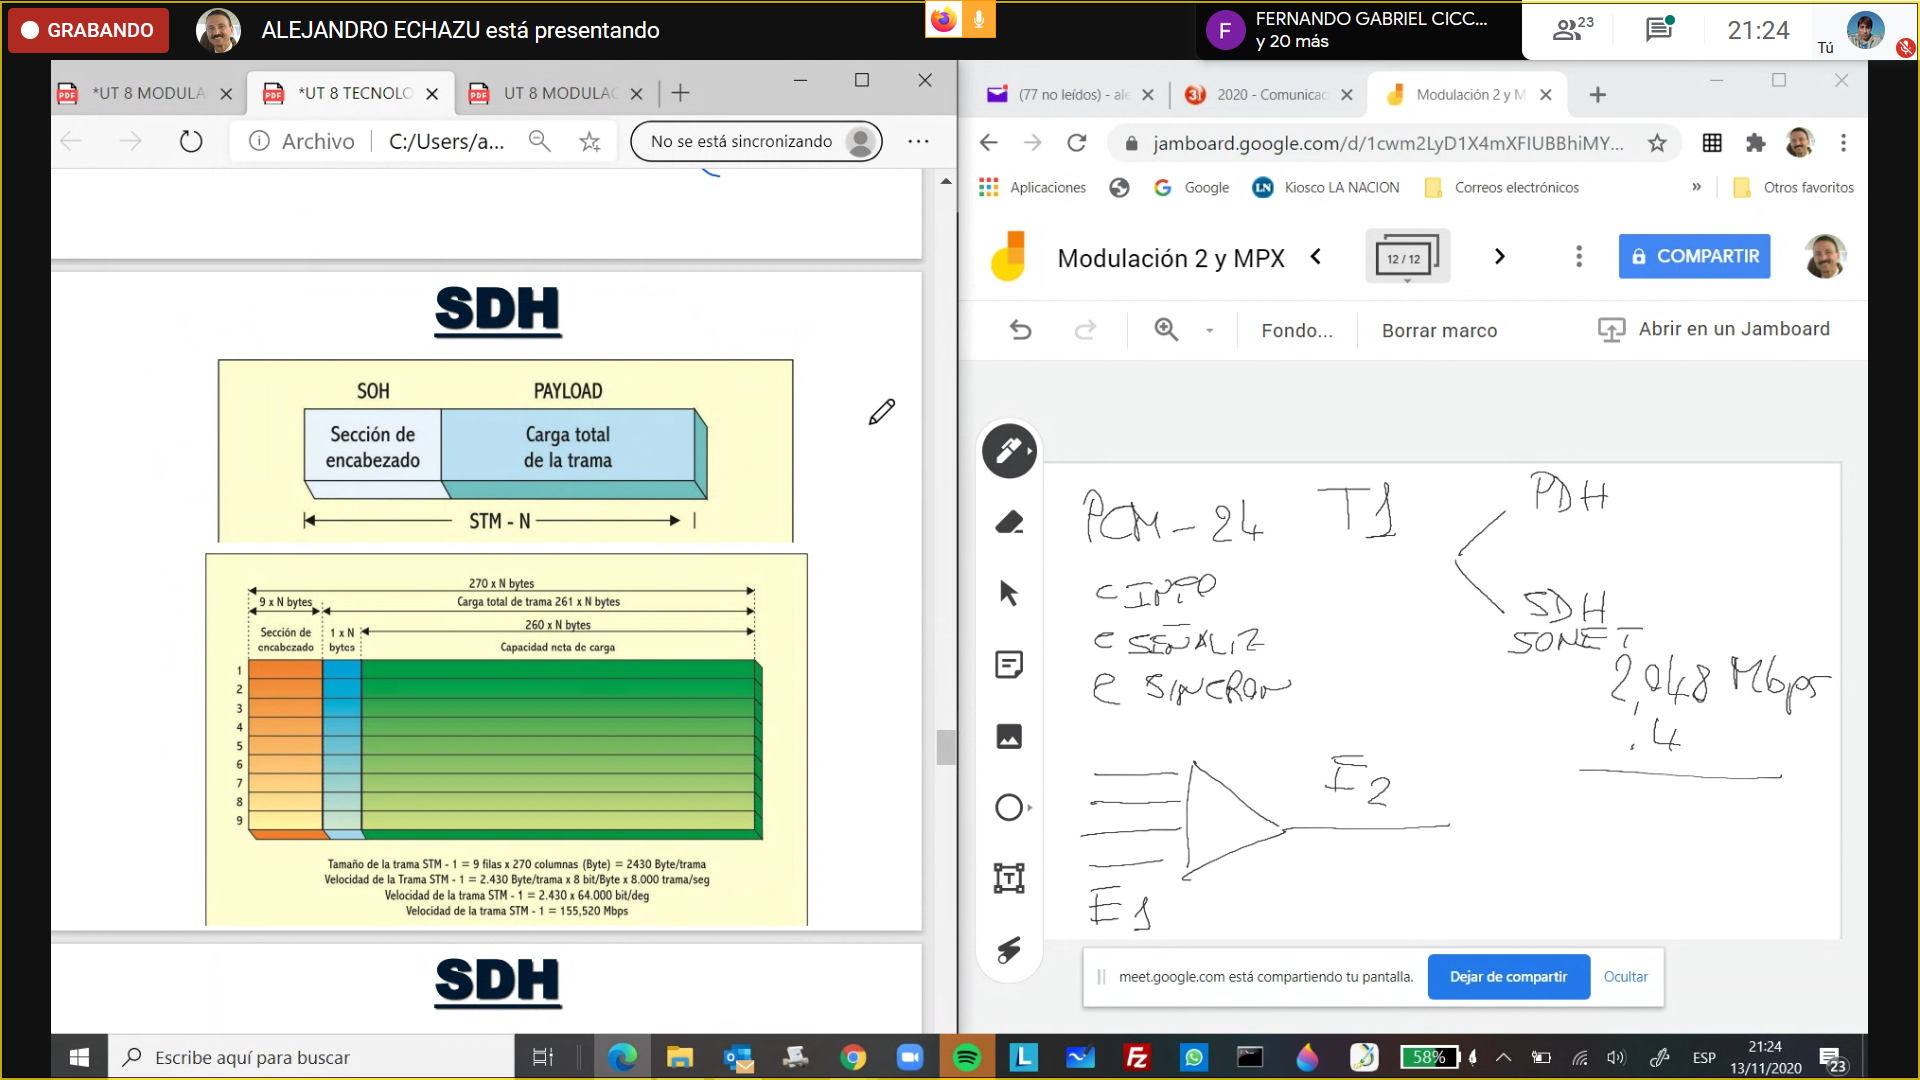 GRABANDO
ALEJANDRO ECHAZU está presentando
FERNANDO GABRIEL CICC...
y 20 más
23
21:24
Tú
*UT 8 MODULA
*UT 8 TECNOLO
UT 8 MODULAC
Archivo
C:/Users/a...
No se está sincronizando
SDH
SOH
PAYLOAD
Sección de
encabezado
Carga total
de la trama
STM - N
270 x N bytes
9 x N bytes
Carga total de trama 261 x N bytes
260 x N bytes
Sección de
encabezado
1 x N
bytes
Capacidad neta de carga
1
2
3
4
5
6
7
8
9
Tamaño de la trama STM - 1 = 9 filas x 270 columnas (Byte) = 2430 Byte/trama
Velocidad de la Trama STM - 1 = 2.430 Byte/trama x 8 bit/Byte x 8.000 trama/seg
Velocidad de la trama STM - 1 = 2.430 x 64.000 bit/deg
Velocidad de la trama STM - 1 = 155,520 Mbps
SDH
(77 no leídos) - ale
2020 - Comunicac
Modulación 2 y M
jamboard.google.com/d/1cwm2LyD1X4mXFIUBBhiMY...
Aplicaciones
Google
LN
Kiosco LA NACION
Correos electrónicos
»
Otros favoritos
Modulación 2 y MPX
12 / 12
COMPARTIR
Fondo...
Borrar marco
Abrir en un Jamboard
PCM - 24
T1
PDH
SDH
SONET
C INFO
C SEÑALIZ
C SINCRON
2,048 Mbps
. 4
E2
E1
meet.google.com está compartiendo tu pantalla.
Dejar de compartir
Ocultar
Escribe aquí para buscar
58%
ESP
21:24
13/11/2020
23